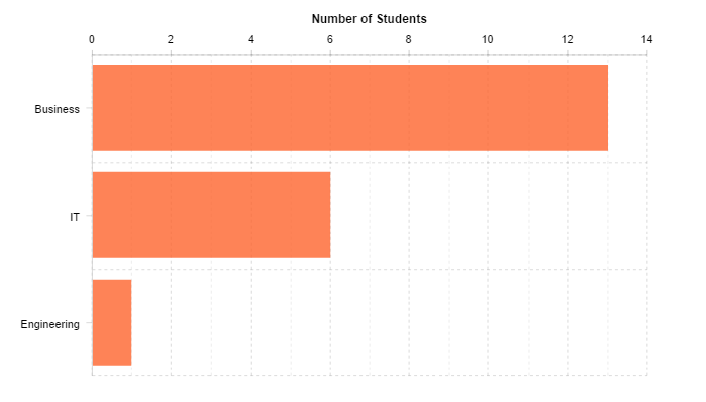 Number of Students
0 2 4 6 8 10 12 14
Business
IT
Engineering